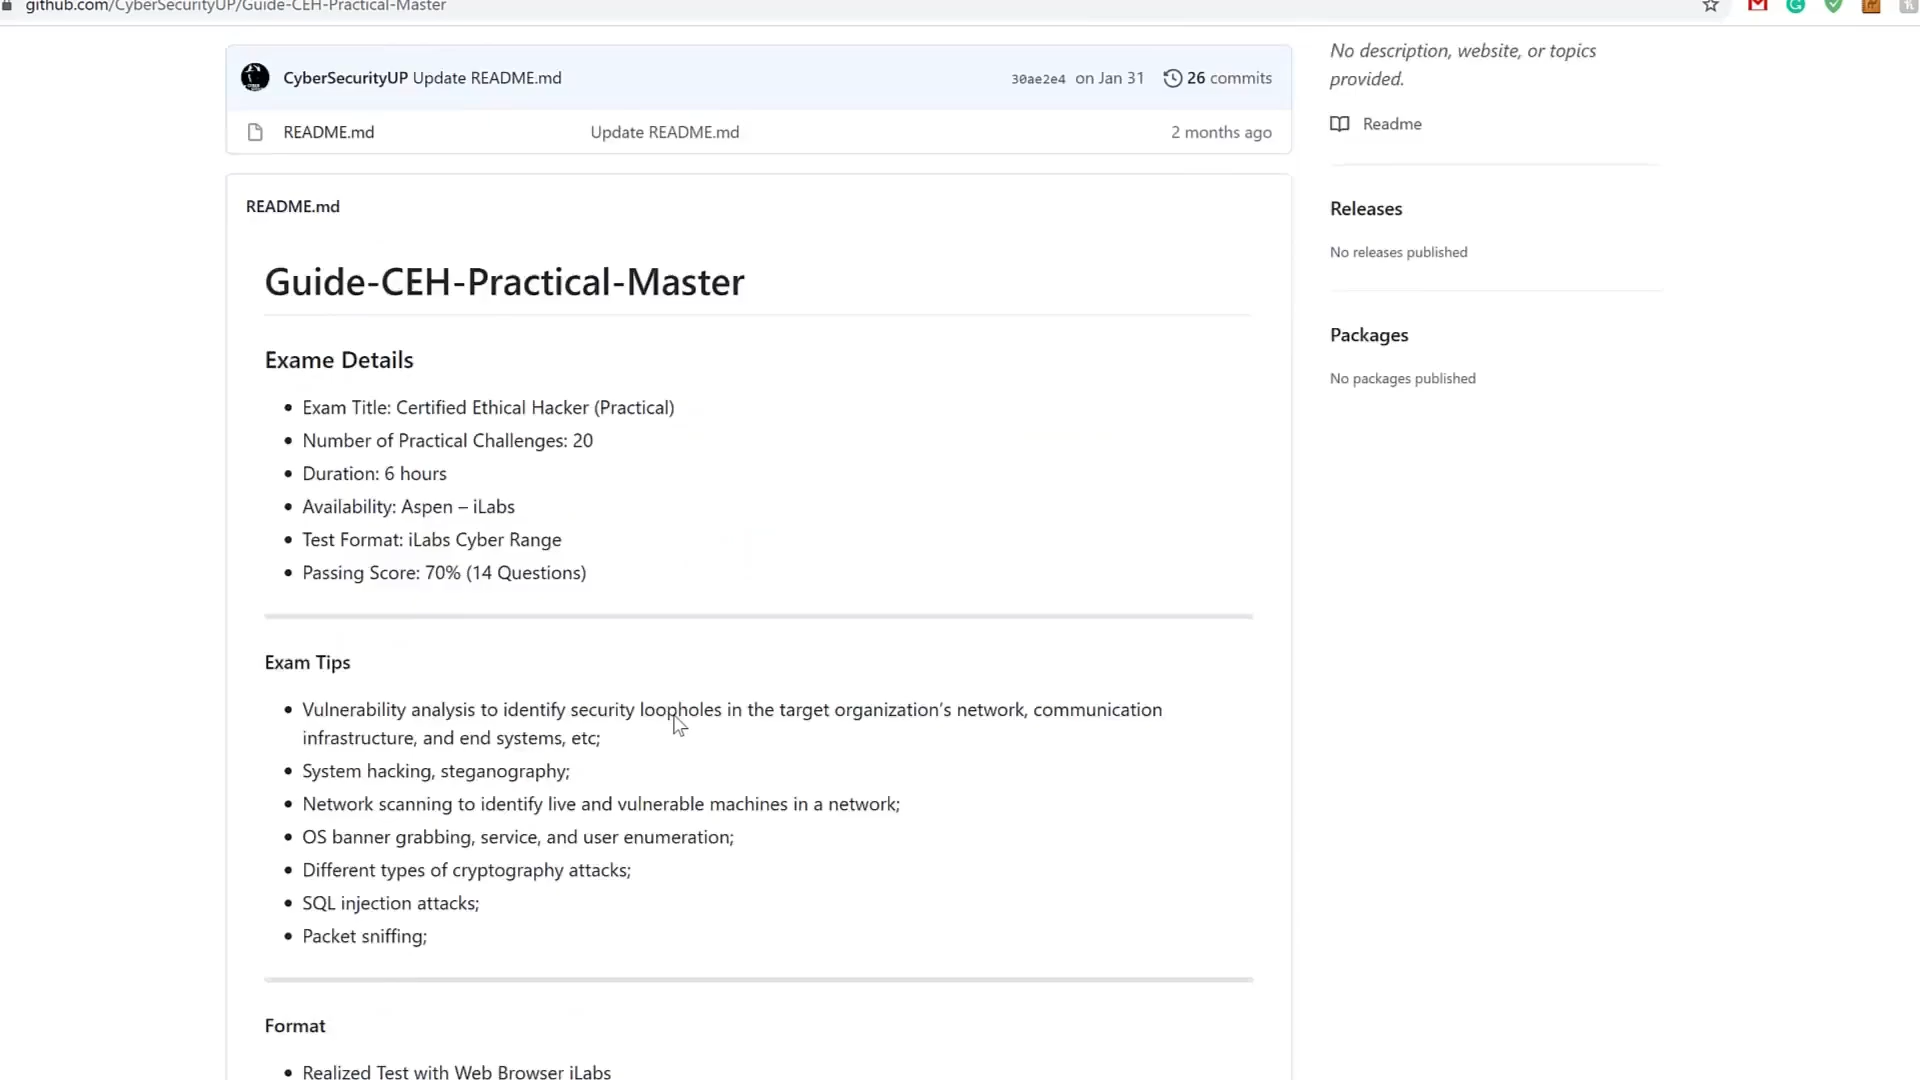 github.com/CyberSecurityUP/Guide-CEH-Practical-Master
No description, website, or topics
provided.
CyberSecurityUP Update README.md
30ae2e4 on Jan 31 26 commits
Readme
README.md Update README.md 2 months ago
README.md
Releases
No releases published
Guide-CEH-Practical-Master
Packages
No packages published
Exame Details
Exam Title: Certified Ethical Hacker (Practical)
Number of Practical Challenges: 20
Duration: 6 hours
Availability: Aspen – iLabs
Test Format: iLabs Cyber Range
Passing Score: 70% (14 Questions)
Exam Tips
Vulnerability analysis to identify security loopholes in the target organization’s network, communication
infrastructure, and end systems, etc;
System hacking, steganography;
Network scanning to identify live and vulnerable machines in a network;
OS banner grabbing, service, and user enumeration;
Different types of cryptography attacks;
SQL injection attacks;
Packet sniffing;
Format
Realized Test with Web Browser iLabs